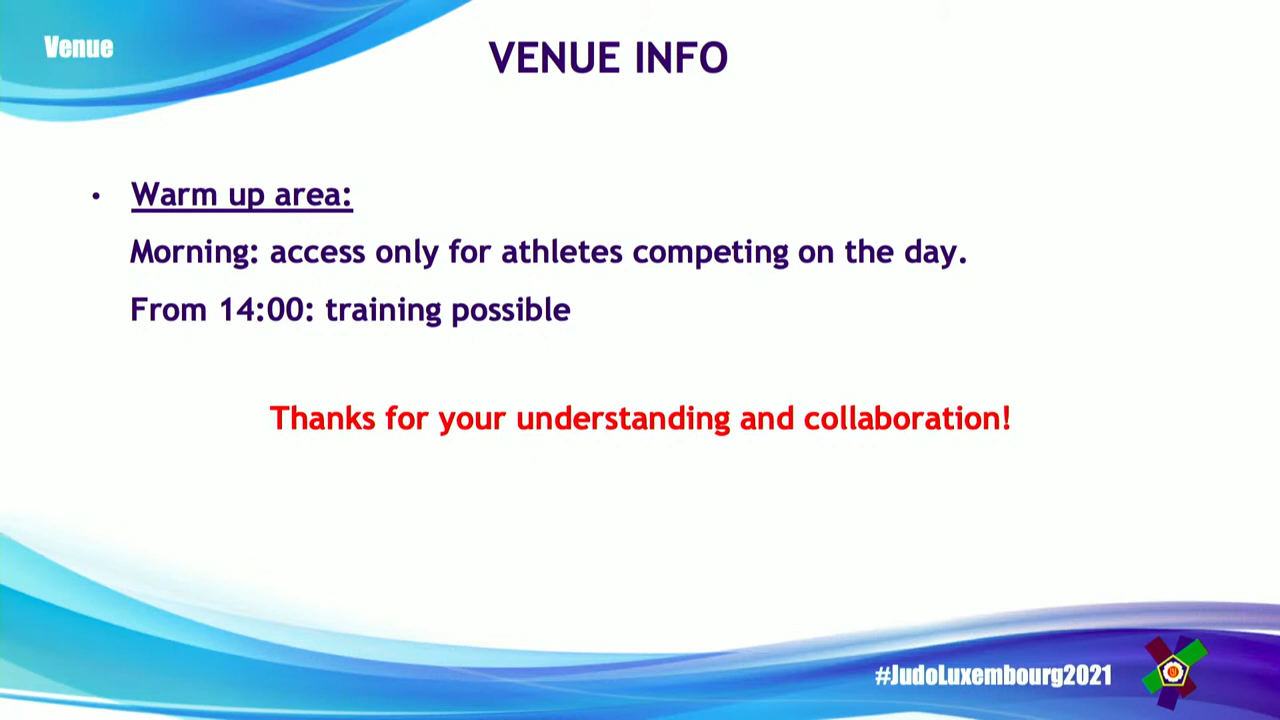 Venue
VENUE INFO
• Warm up area:
Morning: access only for athletes competing on the day.
From 14:00: training possible
Thanks for your understanding and collaboration!
#JudoLuxembourg2021